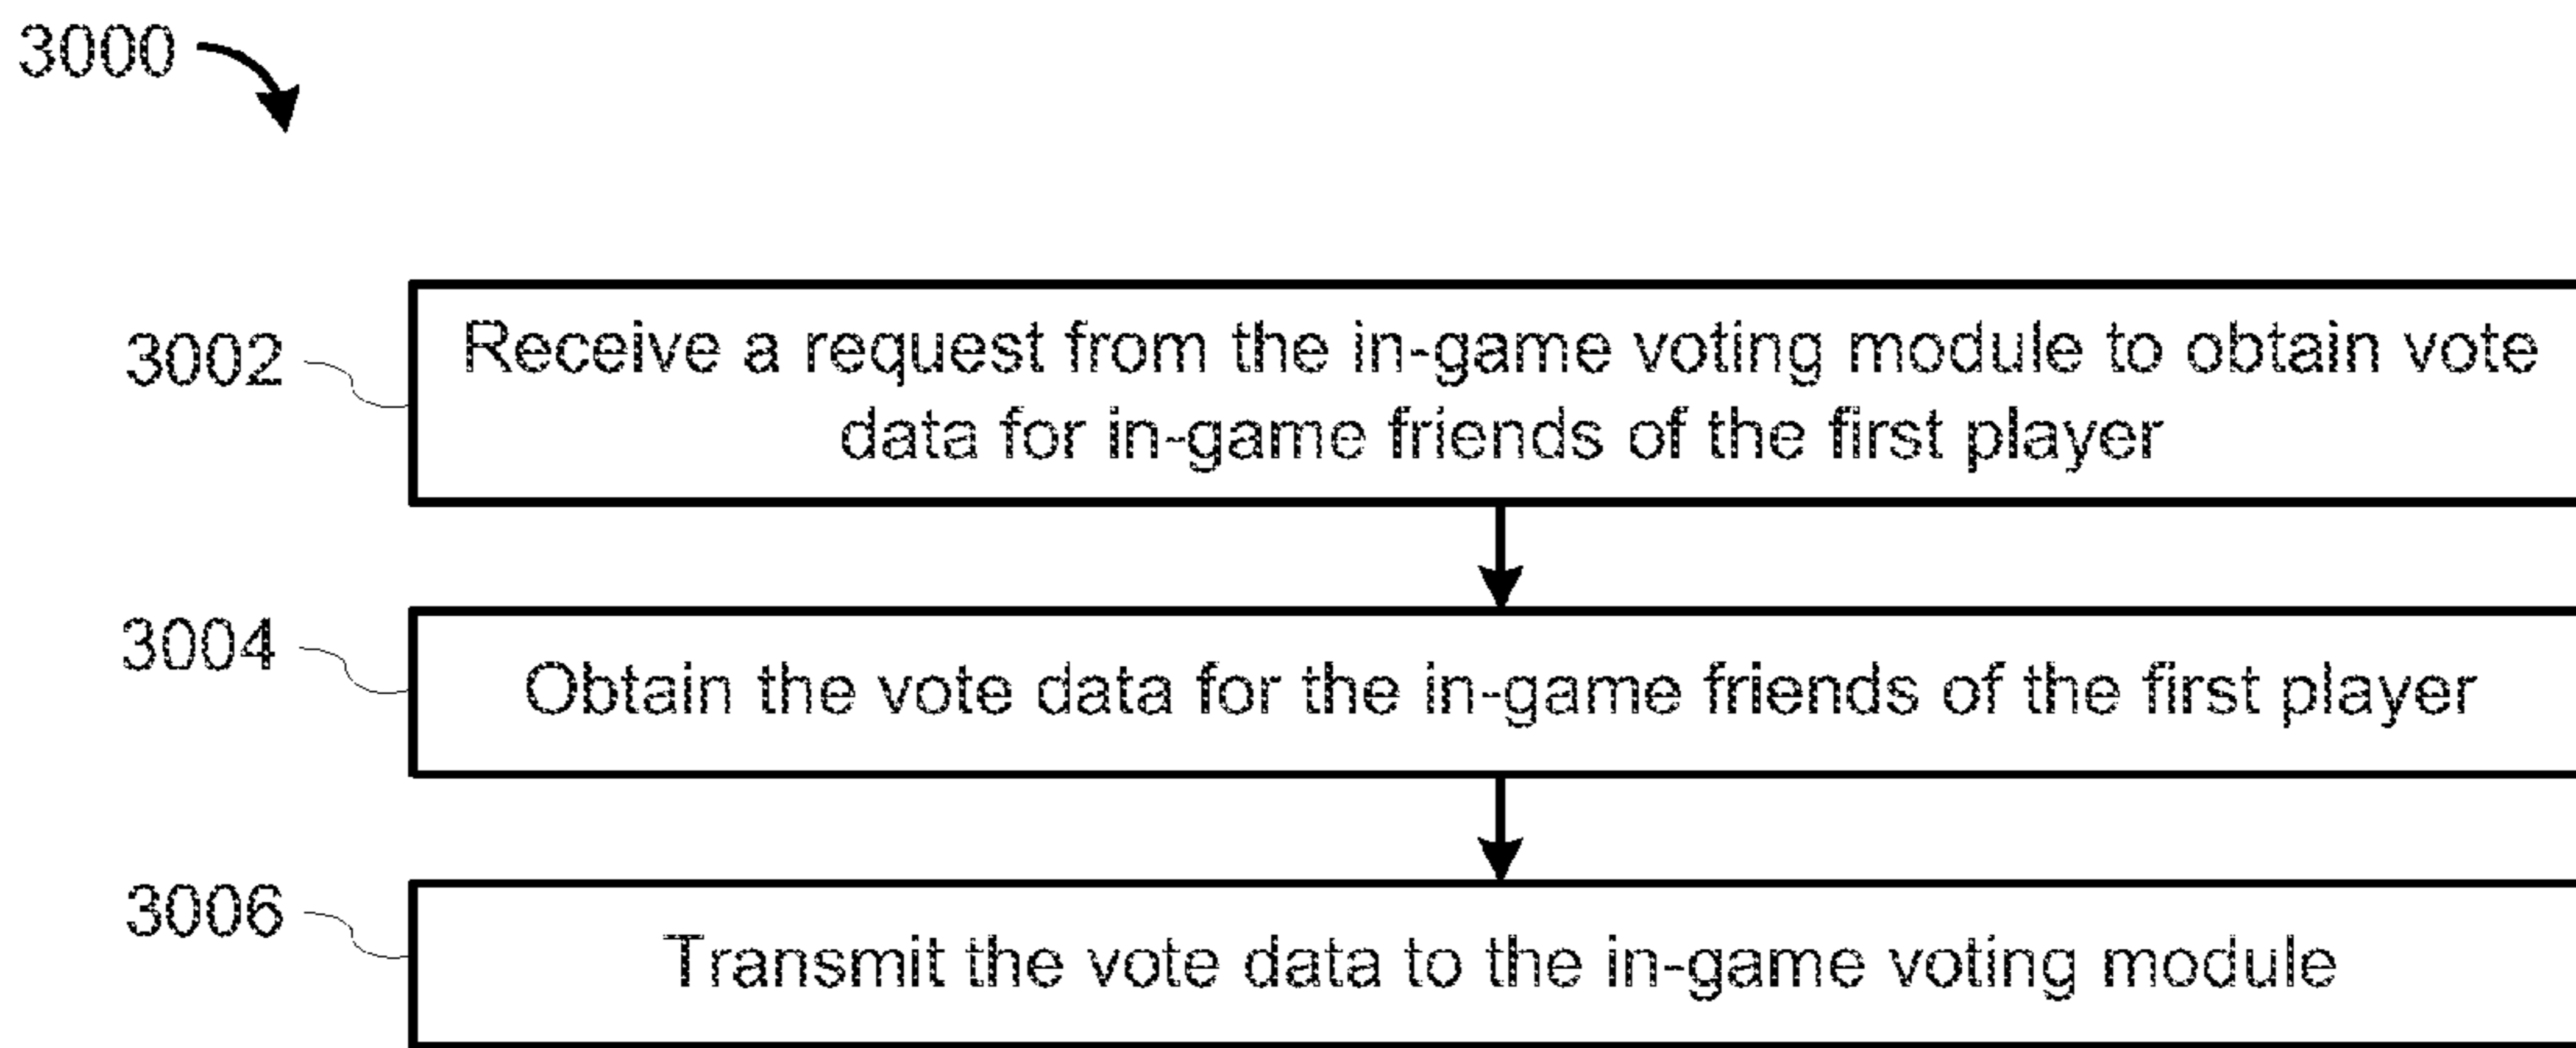 3000
3002
Receive a request from the in-game voting module to obtain vote
data for in-game friends of the first player
3004
Obtain the vote data for the in-game friends of the first player
3006
Transmit the vote data to the in-game voting module